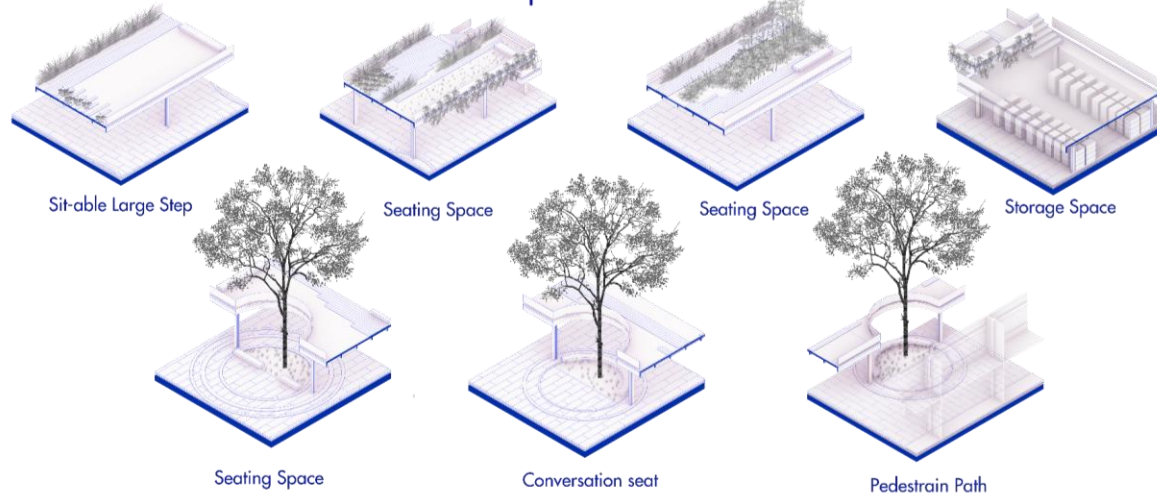 Sit-able Large Step
Seating Space
Seating Space
Storage Space
Seating Space
Conversation seat
Pedestrain Path